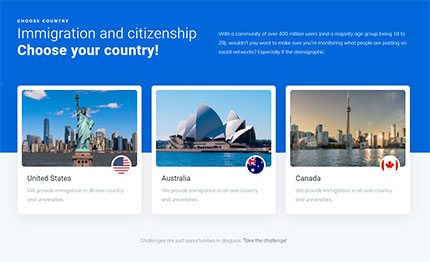 CHOOSE COUNTRY
Immigration and citizenship
Choose your country!
With a community of over 400 million users (and a majority age group being 18 to
29), wouldn't you want to make sure you're monitoring what people are posting on
social networks? Especially if the demographic.
United States
We provide immigration in all over country
and universities.
Australia
We provide immigration in all over country
and universities.
Canada
We provide immigration in all over country
and universities.
Challenges are just opportunities in disguise. Take the challenge!